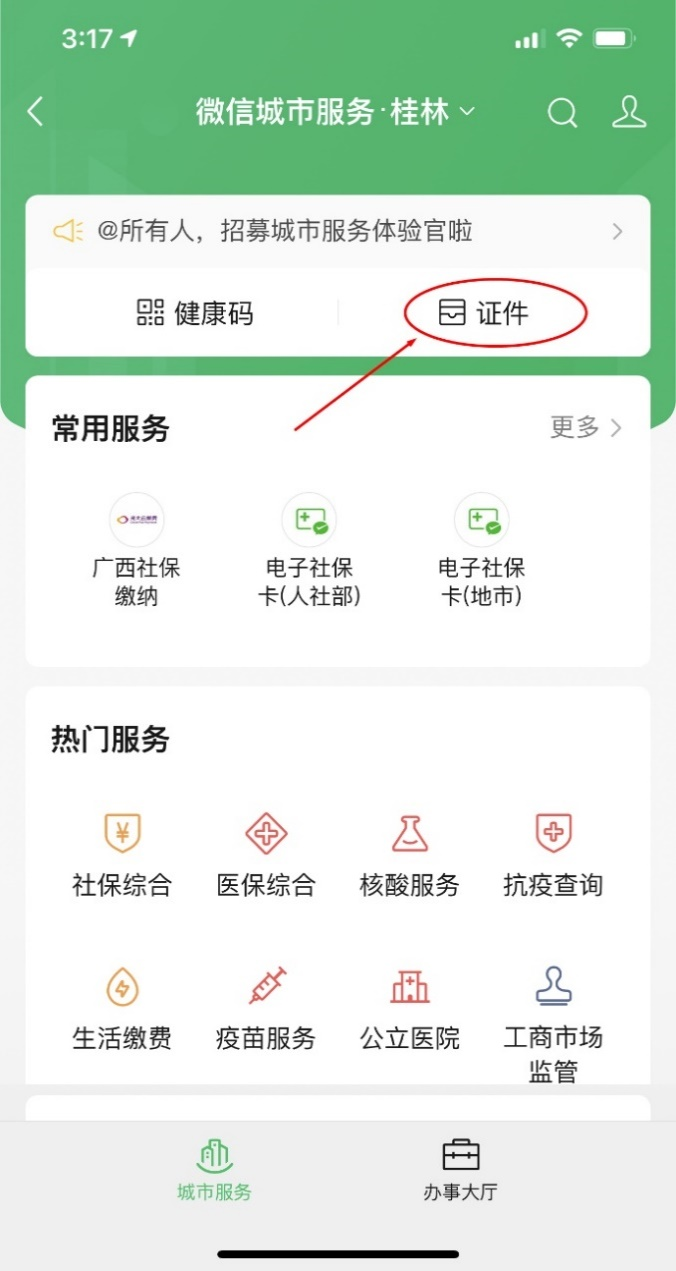 3:17
微信城市服务·桂林
@所有人，招募城市服务体验官啦
健康码 证件
常用服务 更多
广西社保 电子社保 电子社保
缴纳 卡(人社部) 卡(地市)
热门服务
社保综合 医保综合 核酸服务 抗疫查询
生活缴费 疫苗服务 公立医院 工商市场
监管
城市服务 办事大厅